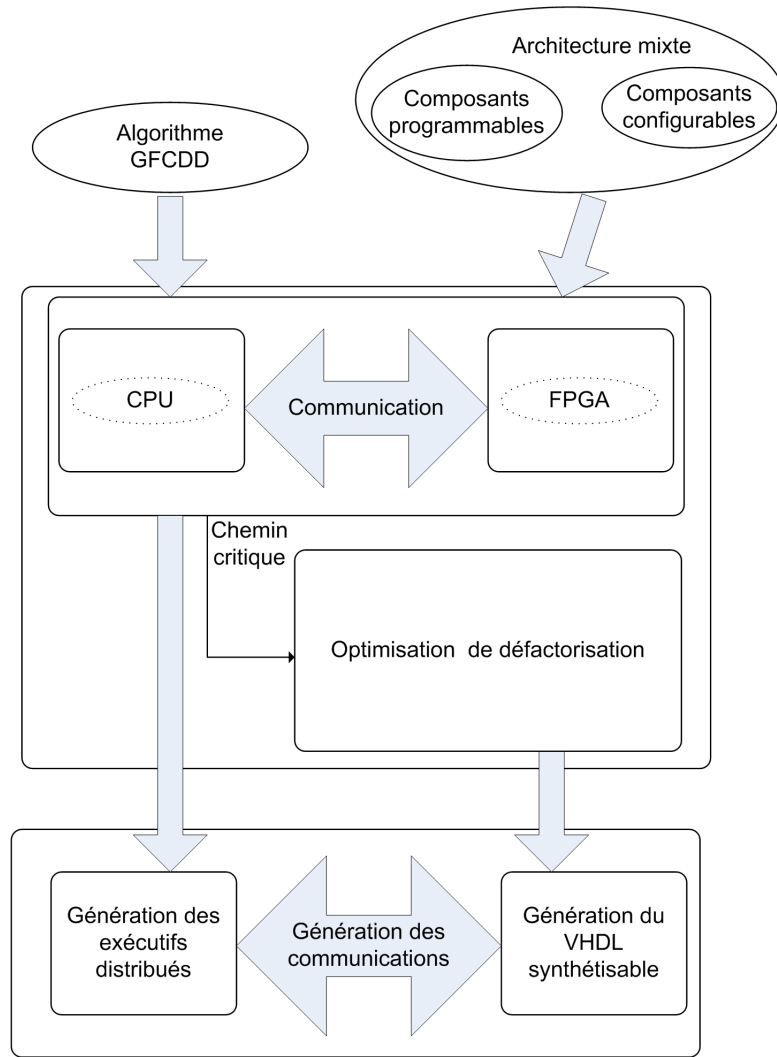 Architecture mixte
Composants
programmables
Composants
configurables
Algorithme
GFCDD
CPU
Communication
FPGA
Chemin
critique
Optimisation de défactorisation
Génération des
exécutifs
distribués
Génération des
communications
Génération du
VHDL
synthétisable